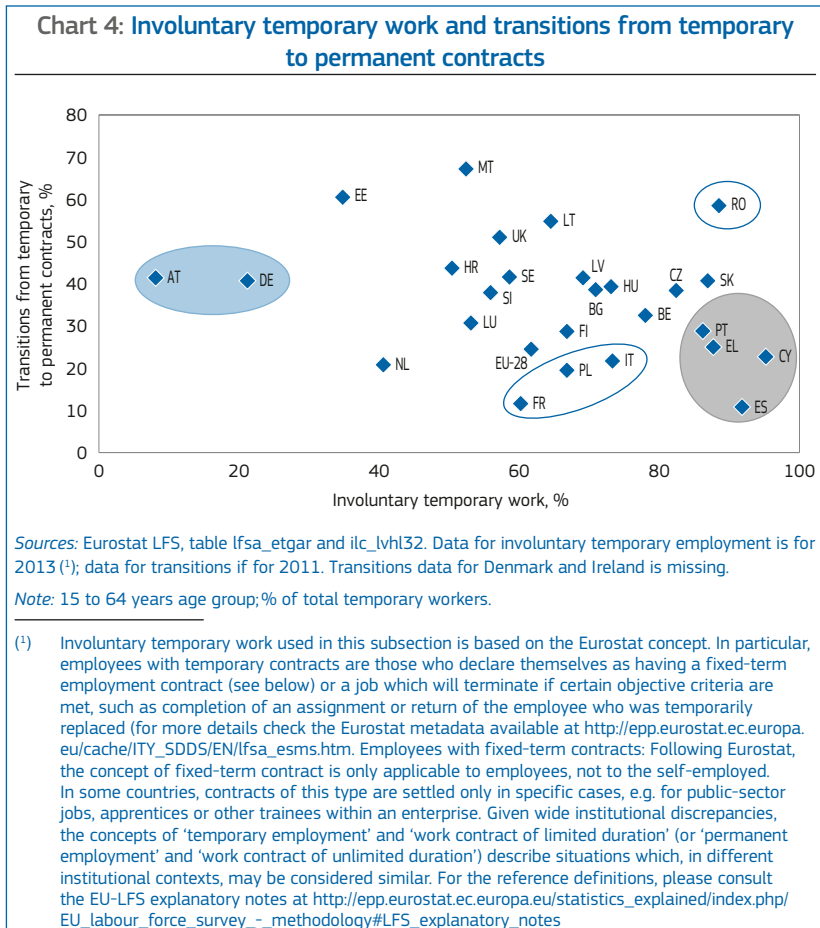 Chart 4: Involuntary temporary work and transitions from temporary
to permanent contracts
Transitions from temporary
to permanent contracts, %
80
70
60
50
40
30
20
10
0
MT
EE
RO
LT
UK
HR
SE
LV
CZ
SK
AT
DE
SI
BG
HU
LU
FI
BE
PT
EL
NL
EU-28
PL
IT
CY
FR
ES
0
20
40
60
80
100
Involuntary temporary work, %
Sources: Eurostat LFS, table lfsa_etgar and ilc_lvhl32. Data for involuntary temporary employment is for
2013 (1); data for transitions if for 2011. Transitions data for Denmark and Ireland is missing.
Note: 15 to 64 years age group; % of total temporary workers.
(1) Involuntary temporary work used in this subsection is based on the Eurostat concept. In particular,
employees with temporary contracts are those who declare themselves as having a fixed-term
employment contract (see below) or a job which will terminate if certain objective criteria are
met, such as completion of an assignment or return of the employee who was temporarily
replaced (for more details check the Eurostat metadata available at http://epp.eurostat.ec.europa.
eu/cache/ITY_SDDS/EN/lfsa_esms.htm. Employees with fixed-term contracts: Following Eurostat,
the concept of fixed-term contract is only applicable to employees, not to the self-employed.
In some countries, contracts of this type are settled only in specific cases, e.g. for public-sector
jobs, apprentices or other trainees within an enterprise. Given wide institutional discrepancies,
the concepts of ‘temporary employment’ and ‘work contract of limited duration’ (or ‘permanent
employment’ and ‘work contract of unlimited duration’) describe situations which, in different
institutional contexts, may be considered similar. For the reference definitions, please consult
the EU-LFS explanatory notes at http://epp.eurostat.ec.europa.eu/statistics_explained/index.php/
EU_labour_force_survey_-_methodology#LFS_explanatory_notes